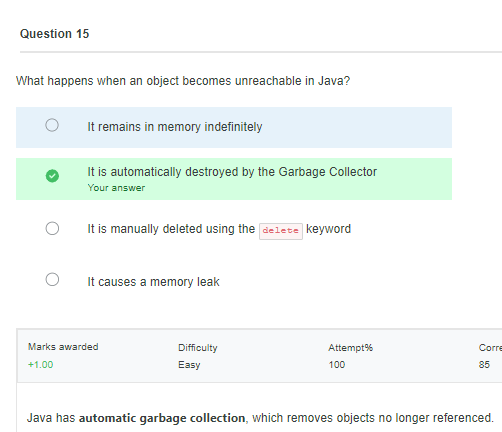 Question 15
What happens when an object becomes unreachable in Java?
It remains in memory indefinitely
It is automatically destroyed by the Garbage Collector
Your answer
It is manually deleted using the delete keyword
It causes a memory leak
Marks awarded Difficulty Attempt% Corre
+1.00 Easy 100 85
Java has automatic garbage collection, which removes objects no longer referenced.